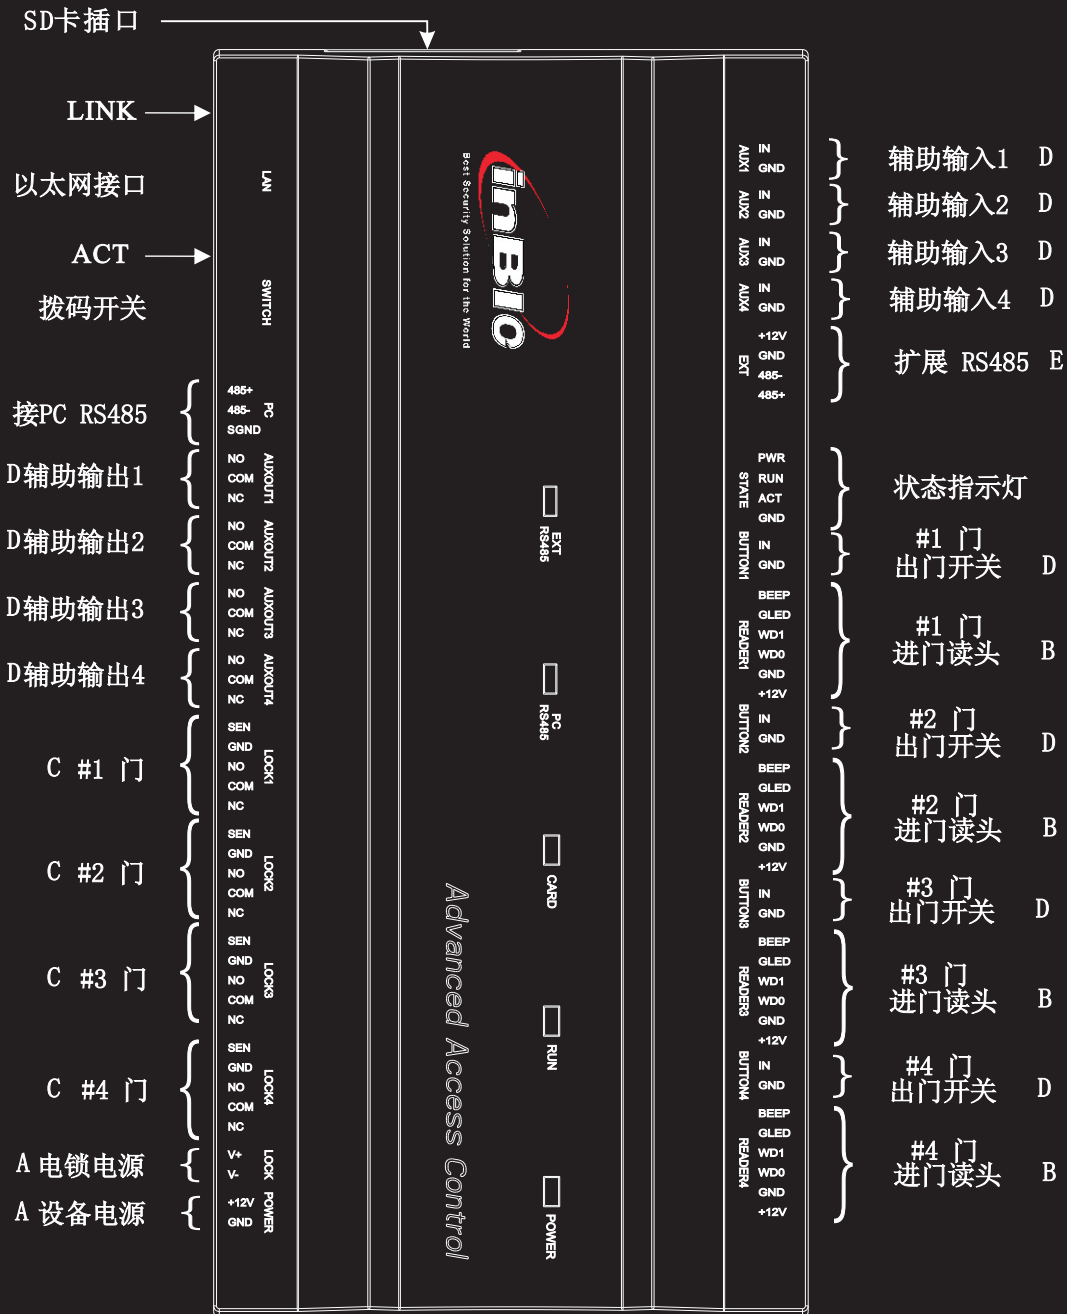 SD卡插口
LINK
以太网接口
LAN
ACT
SWITCH
拨码开关
接PC RS485
485+
485-
SGND
PC
D辅助输出1
NO
COM
NC
AUXOUT1
D辅助输出2
NO
COM
NC
AUXOUT2
D辅助输出3
NO
COM
NC
AUXOUT3
D辅助输出4
NO
COM
NC
AUXOUT4
C #1 门
SEN
GND
NO
COM
NC
LOCK1
C #2 门
SEN
GND
NO
COM
NC
LOCK2
C #3 门
SEN
GND
NO
COM
NC
LOCK3
C #4 门
SEN
GND
NO
COM
NC
LOCK4
A 电锁电源
V+
V-
LOCK
A 设备电源
+12V
GND
POWER
inBIO
Best Security Solution for the World
EXT
RS485
PC
RS485
CARD
RUN
POWER
Advanced Access Control
AUX1
IN
GND
辅助输入1 D
AUX2
IN
GND
辅助输入2 D
AUX3
IN
GND
辅助输入3 D
AUX4
IN
GND
辅助输入4 D
EXT
+12V
GND
485-
485+
扩展 RS485 E
STATE
PWR
RUN
ACT
GND
状态指示灯
BUTTON1
IN
GND
#1 门
出门开关 D
READER1
BEEP
GLED
WD1
WD0
GND
+12V
#1 门
进门读头 B
BUTTON2
IN
GND
#2 门
出门开关 D
READER2
BEEP
GLED
WD1
WD0
GND
+12V
#2 门
进门读头 B
BUTTON3
IN
GND
#3 门
出门开关 D
READER3
BEEP
GLED
WD1
WD0
GND
+12V
#3 门
进门读头 B
BUTTON4
IN
GND
#4 门
出门开关 D
READER4
BEEP
GLED
WD1
WD0
GND
+12V
#4 门
进门读头 B